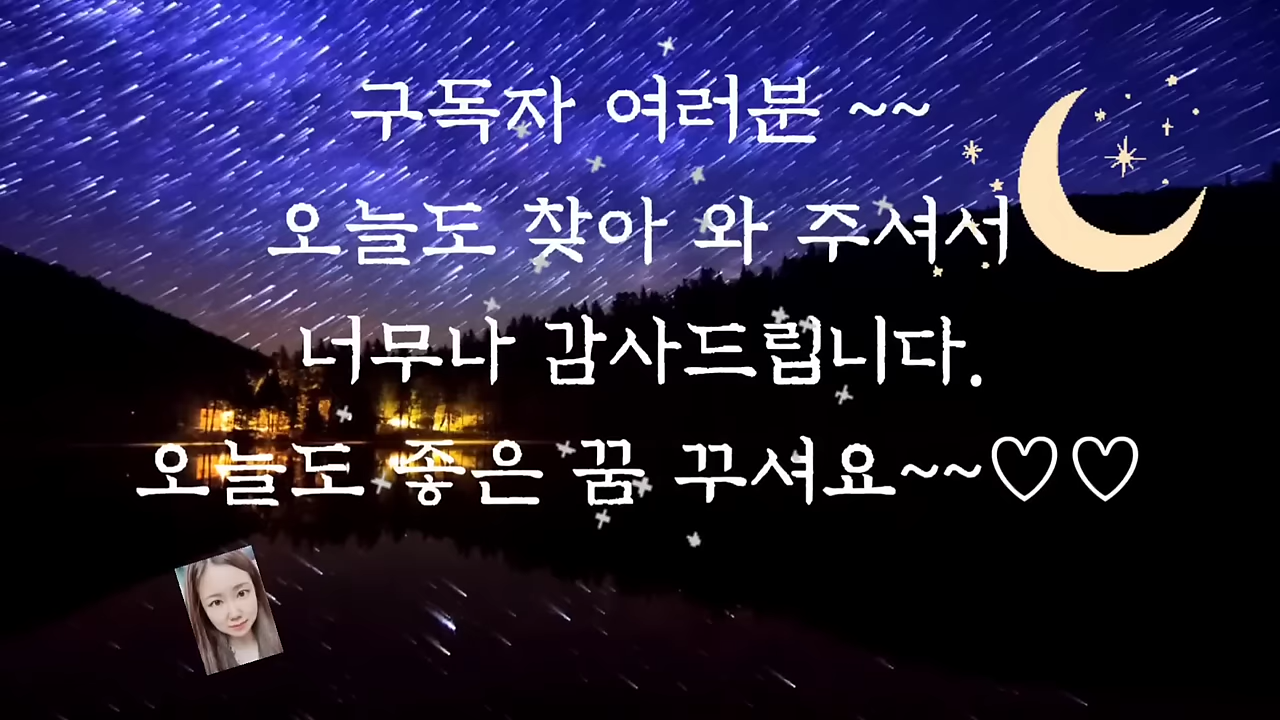 구독자 여러분 ~~
오늘도 찾아 와 주셔서
너무나 감사드립니다.
오늘도 좋은 꿈 꾸셔요~~♡♡